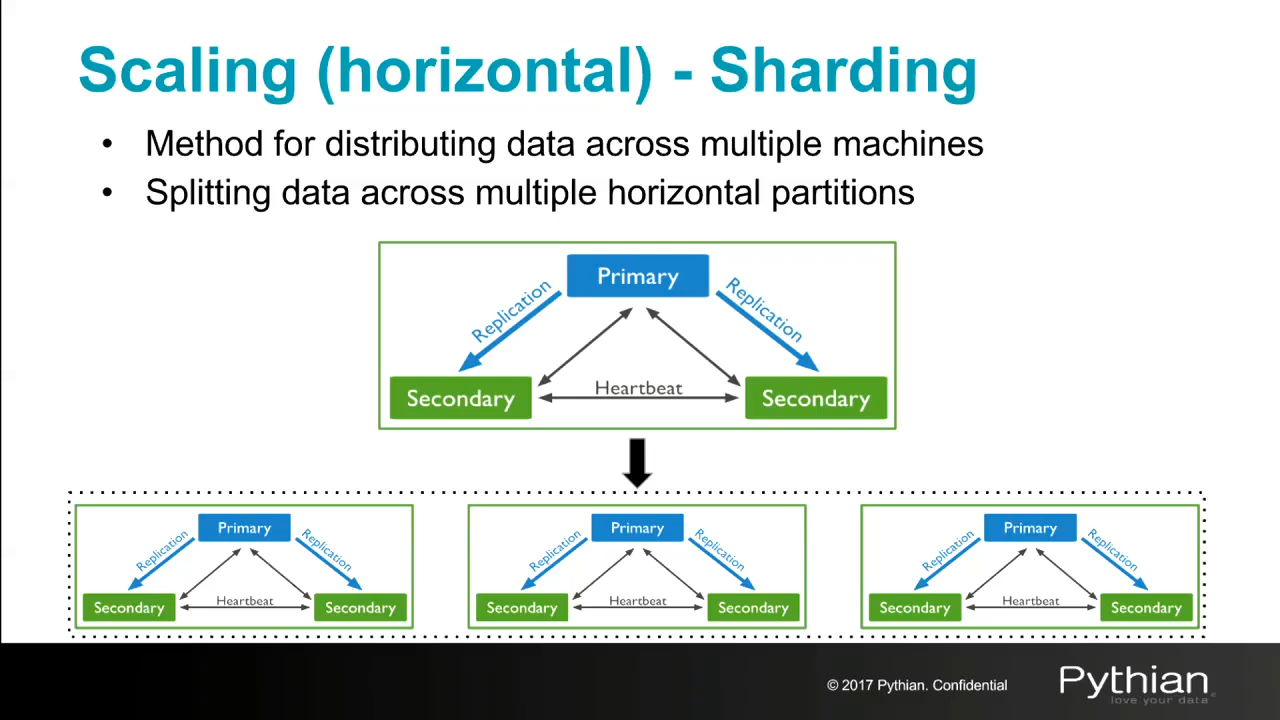 Scaling (horizontal) - Sharding
• Method for distributing data across multiple machines
• Splitting data across multiple horizontal partitions
Primary
Replication
Replication
Secondary
Heartbeat
Secondary
Primary
Replication
Replication
Secondary
Heartbeat
Secondary
Primary
Replication
Replication
Secondary
Heartbeat
Secondary
Primary
Replication
Replication
Secondary
Heartbeat
Secondary
© 2017 Pythian. Confidential
Pythian
love your data